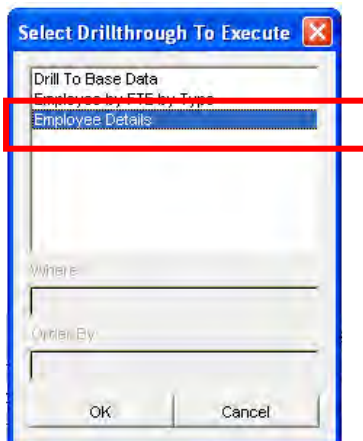 Select Drillthrough To Execute
Drill To Base Data
Employee by FTE by Type
Employee Details
Where
Order By
OK
Cancel